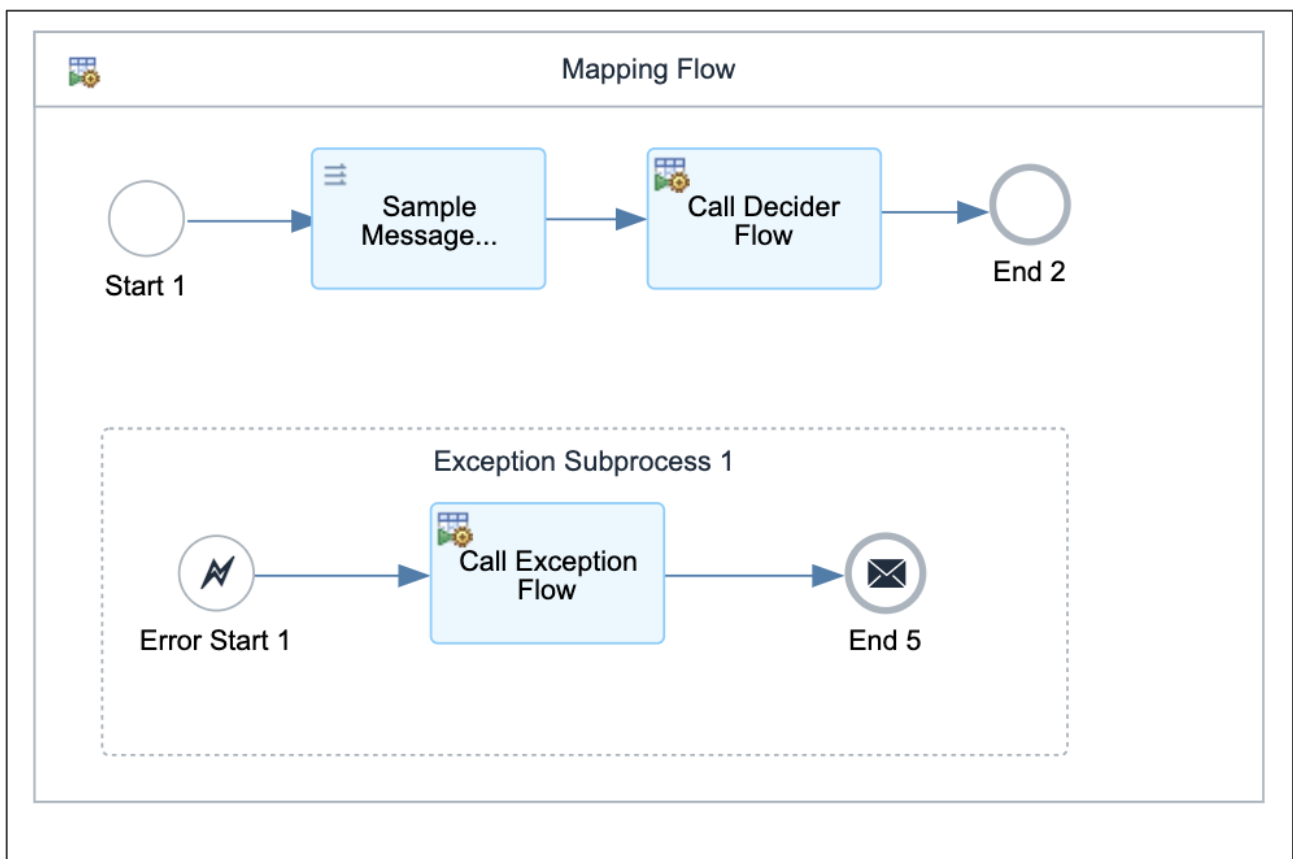 Mapping Flow
Sample
Message...
Call Decider
Flow
Start 1
End 2
Exception Subprocess 1
Call Exception
Flow
Error Start 1
End 5